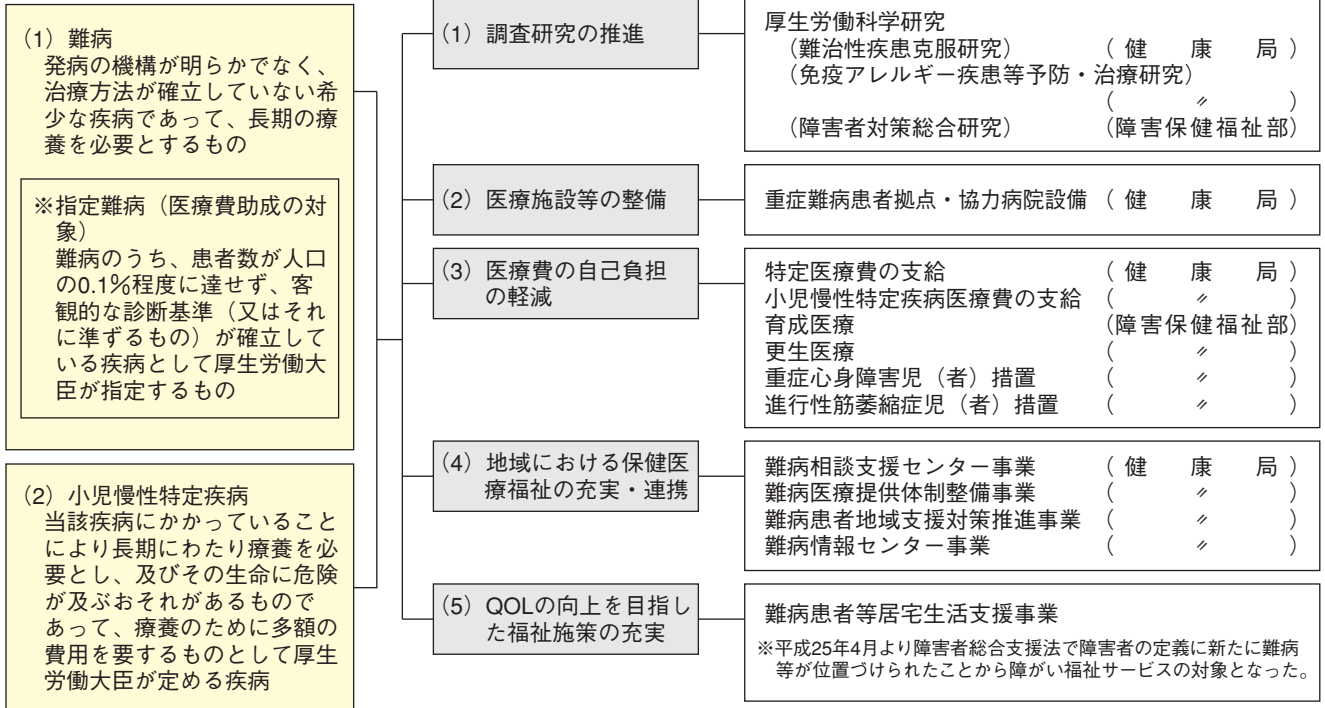 (1) 難病
発病の機構が明らかでなく、
治療方法が確立していない希
少な疾病であって、長期の療
養を必要とするもの
※指定難病(医療費助成の対
象)
難病のうち、患者数が人口
の0.1%程度に達せず、客
観的な診断基準(又はそれ
に準ずるもの)が確立して
いる疾病として厚生労働大
臣が指定するもの
(2) 小児慢性特定疾病
当該疾病にかかっていること
により長期にわたり療養を必
要とし、及びその生命に危険
が及ぶおそれがあるもので
あって、療養のために多額の
費用を要するものとして厚生
労働大臣が定める疾病
(1) 調査研究の推進
厚生労働科学研究
(難治性疾患克服研究) (健康局)
(免疫アレルギー疾患等予防・治療研究)
(〃)
(障害者対策総合研究) (障害保健福祉部)
(2) 医療施設等の整備
重症難病患者拠点・協力病院設備 (健康局)
(3) 医療費の自己負担
の軽減
特定医療費の支給 (健康局)
小児慢性特定疾病医療費の支給 (〃)
育成医療 (障害保健福祉部)
更生医療 (〃)
重症心身障害児(者)措置 (〃)
進行性筋萎縮症児(者)措置 (〃)
(4) 地域における保健医
療福祉の充実・連携
難病相談支援センター事業 (健康局)
難病医療提供体制整備事業 (〃)
難病患者地域支援対策推進事業 (〃)
難病情報センター事業 (〃)
(5) QOLの向上を目指し
た福祉施策の充実
難病患者等居宅生活支援事業
※平成25年4月より障害者総合支援法で障害者の定義に新たに難病
等が位置づけられたことから障がい福祉サービスの対象となった。